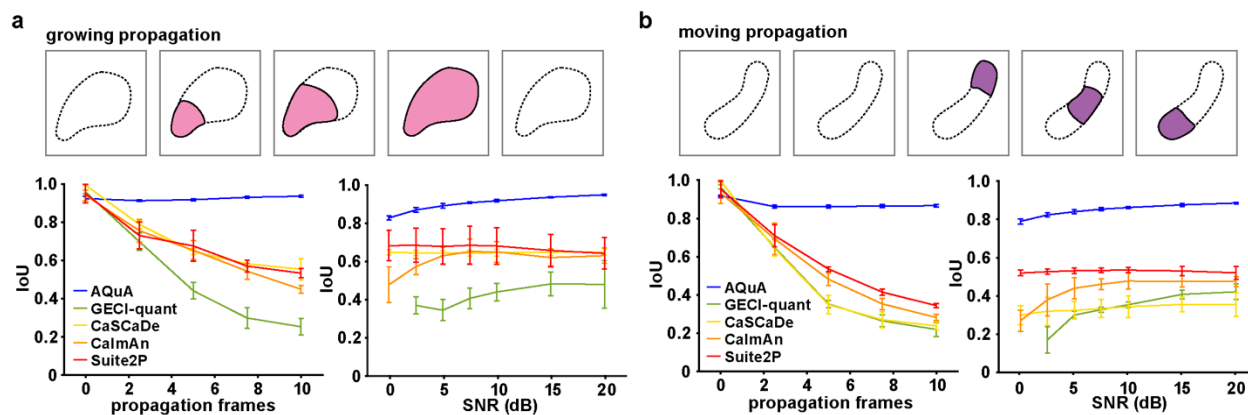 a
growing propagation
1.0
0.8
0.6
0.4
0.2
IoU
AQuA
GECI-quant
CaSCaDe
CaImAn
Suite2P
0 2 4 6 8 10
propagation frames
1.0
0.8
0.6
0.4
0.2
0
IoU
0 5 10 15 20
SNR (dB)
b
moving propagation
1.0
0.8
0.6
0.4
0.2
0
IoU
AQuA
GECI-quant
CaSCaDe
CaImAn
Suite2P
0 2 4 6 8 10
propagation frames
1.0
0.8
0.6
0.4
0.2
0
IoU
0 5 10 15 20
SNR (dB)